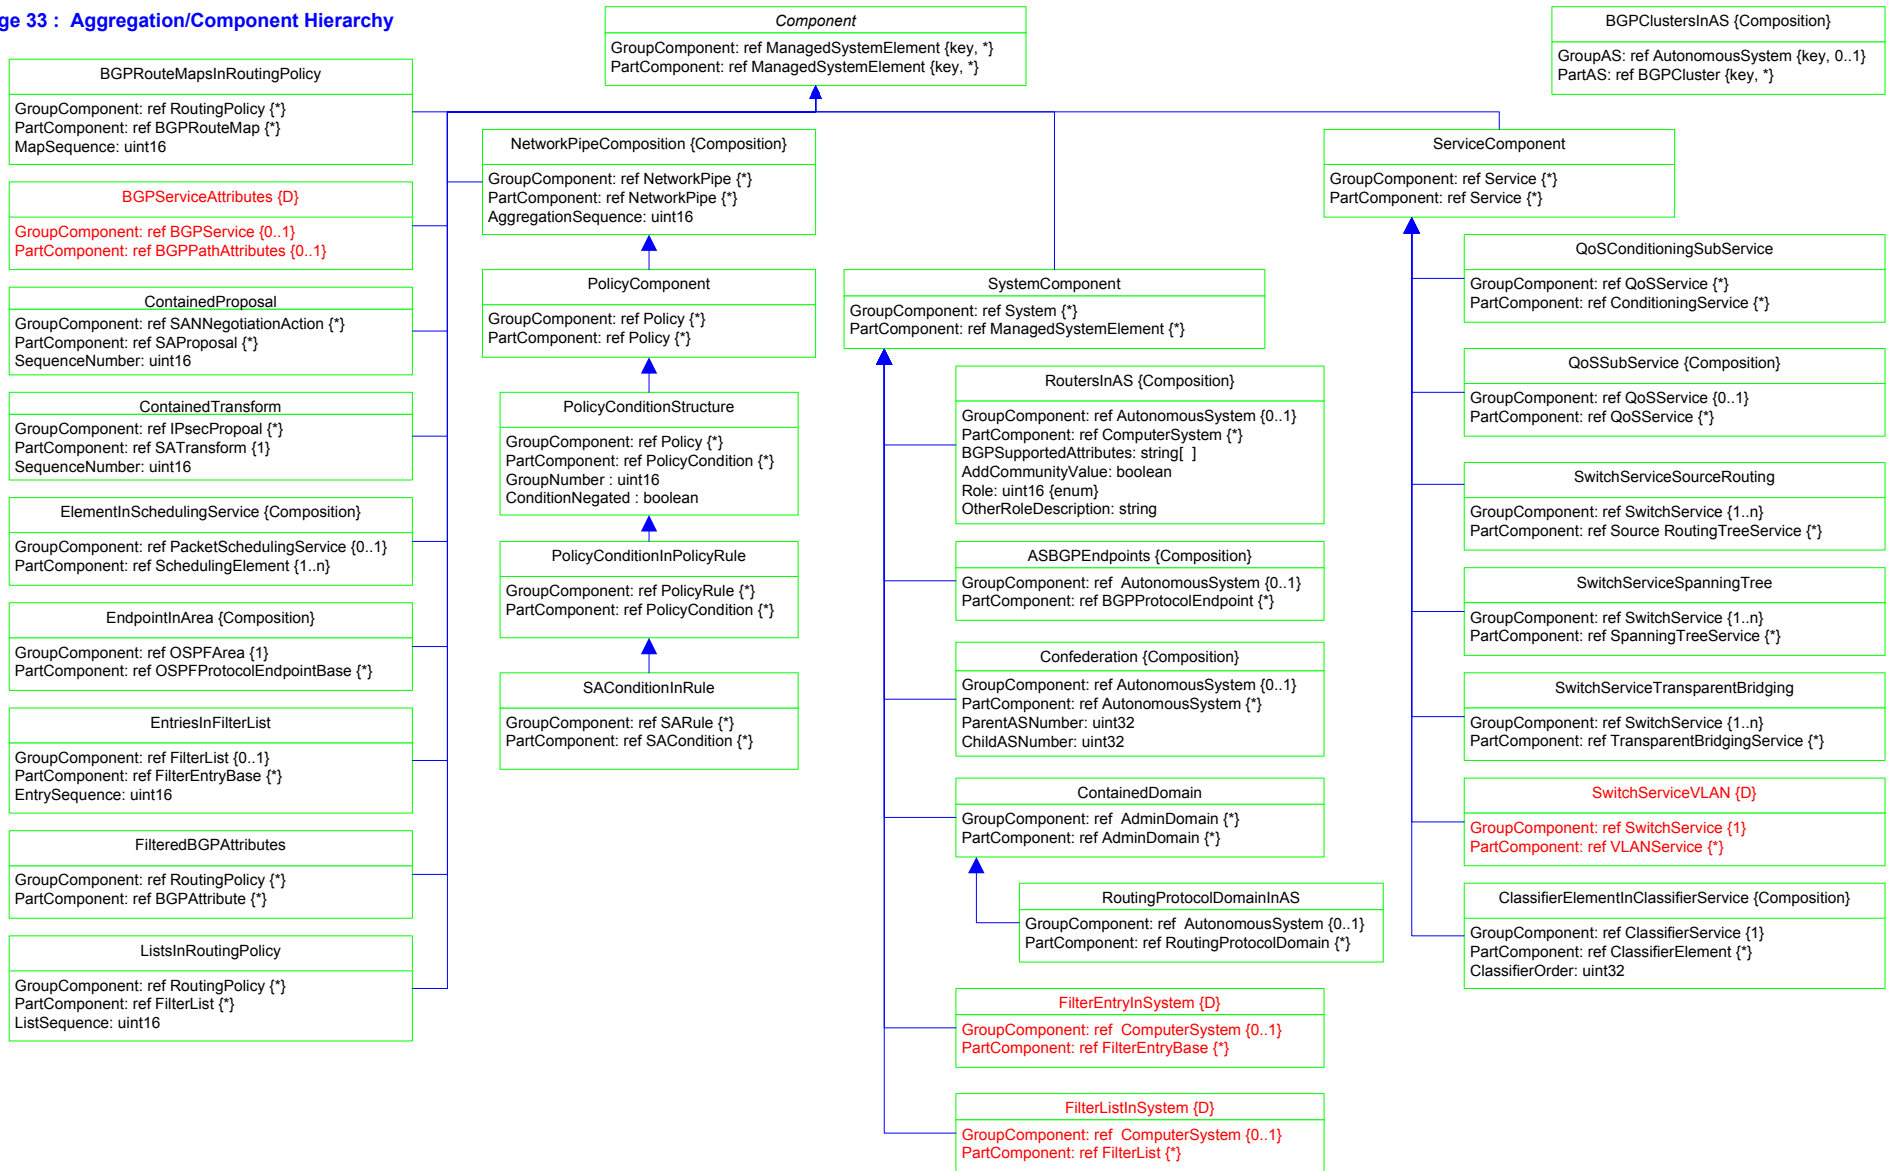 ge 33 : Aggregation/Component Hierarchy
Component
GroupComponent: ref ManagedSystemElement {key, *}
PartComponent: ref ManagedSystemElement {key, *}
BGPClustersInAS {Composition}
GroupAS: ref AutonomousSystem {key, 0..1}
PartAS: ref BGPCluster {key, *}
BGPRouteMapsInRoutingPolicy
GroupComponent: ref RoutingPolicy {*}
PartComponent: ref BGPRouteMap {*}
MapSequence: uint16
BGPServiceAttributes {D}
GroupComponent: ref BGPService {0..1}
PartComponent: ref BGPPathAttributes {0..1}
ContainedProposal
GroupComponent: ref SANNegotiationAction {*}
PartComponent: ref SAProposal {*}
SequenceNumber: uint16
ContainedTransform
GroupComponent: ref IPsecPropoal {*}
PartComponent: ref SATransform {1}
SequenceNumber: uint16
ElementInSchedulingService {Composition}
GroupComponent: ref PacketSchedulingService {0..1}
PartComponent: ref SchedulingElement {1..n}
EndpointInArea {Composition}
GroupComponent: ref OSPFArea {1}
PartComponent: ref OSPFProtocolEndpointBase {*}
EntriesInFilterList
GroupComponent: ref FilterList {0..1}
PartComponent: ref FilterEntryBase {*}
EntrySequence: uint16
FilteredBGPAttributes
GroupComponent: ref RoutingPolicy {*}
PartComponent: ref BGPAttribute {*}
ListsInRoutingPolicy
GroupComponent: ref RoutingPolicy {*}
PartComponent: ref FilterList {*}
ListSequence: uint16
NetworkPipeComposition {Composition}
GroupComponent: ref NetworkPipe {*}
PartComponent: ref NetworkPipe {*}
AggregationSequence: uint16
PolicyComponent
GroupComponent: ref Policy {*}
PartComponent: ref Policy {*}
PolicyConditionStructure
GroupComponent: ref Policy {*}
PartComponent: ref PolicyCondition {*}
GroupNumber : uint16
ConditionNegated : boolean
PolicyConditionInPolicyRule
GroupComponent: ref PolicyRule {*}
PartComponent: ref PolicyCondition {*}
SAConditionInRule
GroupComponent: ref SARule {*}
PartComponent: ref SACondition {*}
SystemComponent
GroupComponent: ref System {*}
PartComponent: ref ManagedSystemElement {*}
RoutersInAS {Composition}
GroupComponent: ref AutonomousSystem {0..1}
PartComponent: ref ComputerSystem {*}
BGPSupportedAttributes: string[ ]
AddCommunityValue: boolean
Role: uint16 {enum}
OtherRoleDescription: string
ASBGPEndpoints {Composition}
GroupComponent: ref AutonomousSystem {0..1}
PartComponent: ref BGPProtocolEndpoint {*}
Confederation {Composition}
GroupComponent: ref AutonomousSystem {0..1}
PartComponent: ref AutonomousSystem {*}
ParentASNumber: uint32
ChildASNumber: uint32
ContainedDomain
GroupComponent: ref AdminDomain {*}
PartComponent: ref AdminDomain {*}
RoutingProtocolDomainInAS
GroupComponent: ref AutonomousSystem {0..1}
PartComponent: ref RoutingProtocolDomain {*}
FilterEntryInSystem {D}
GroupComponent: ref ComputerSystem {0..1}
PartComponent: ref FilterEntryBase {*}
FilterListInSystem {D}
GroupComponent: ref ComputerSystem {0..1}
PartComponent: ref FilterList {*}
ServiceComponent
GroupComponent: ref Service {*}
PartComponent: ref Service {*}
QoSConditioningSubService
GroupComponent: ref QoSService {*}
PartComponent: ref ConditioningService {*}
QoSSubService {Composition}
GroupComponent: ref QoSService {0..1}
PartComponent: ref QoSService {*}
SwitchServiceSourceRouting
GroupComponent: ref SwitchService {1..n}
PartComponent: ref Source RoutingTreeService {*}
SwitchServiceSpanningTree
GroupComponent: ref SwitchService {1..n}
PartComponent: ref SpanningTreeService {*}
SwitchServiceTransparentBridging
GroupComponent: ref SwitchService {1..n}
PartComponent: ref TransparentBridgingService {*}
SwitchServiceVLAN {D}
GroupComponent: ref SwitchService {1}
PartComponent: ref VLANService {*}
ClassifierElementInClassifierService {Composition}
GroupComponent: ref ClassifierService {1}
PartComponent: ref ClassifierElement {*}
ClassifierOrder: uint32